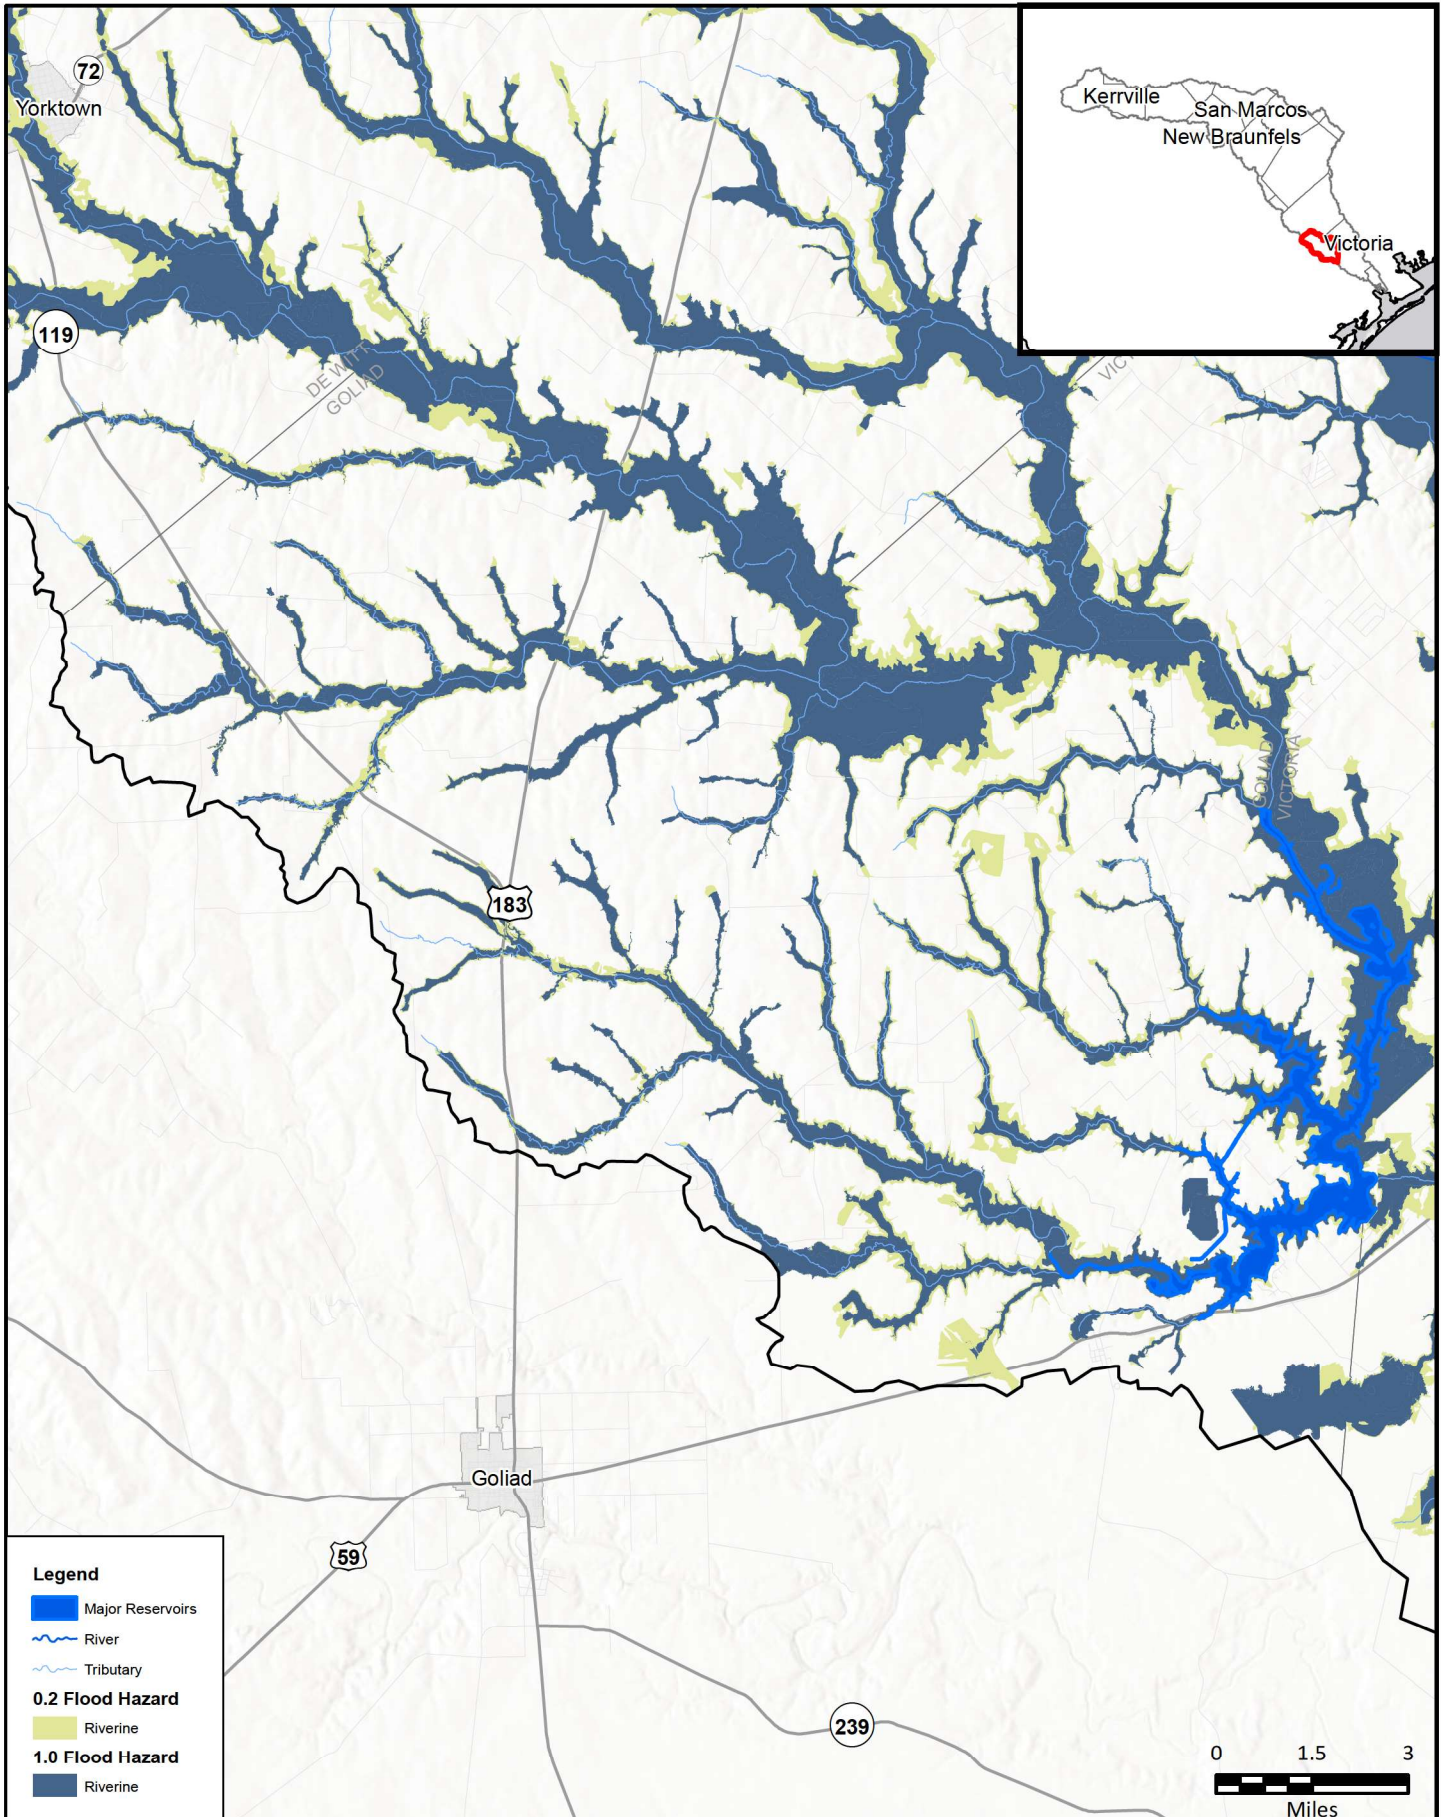 72
Yorktown
Kerrville
San Marcos
New Braunfels
Victoria
119
DE WITT
GOLIAD
VICT
GOLIAD
VICTORIA
183
Goliad
59
239
Legend
Major Reservoirs
River
Tributary
0.2 Flood Hazard
Riverine
1.0 Flood Hazard
Riverine
0 1.5 3
Miles